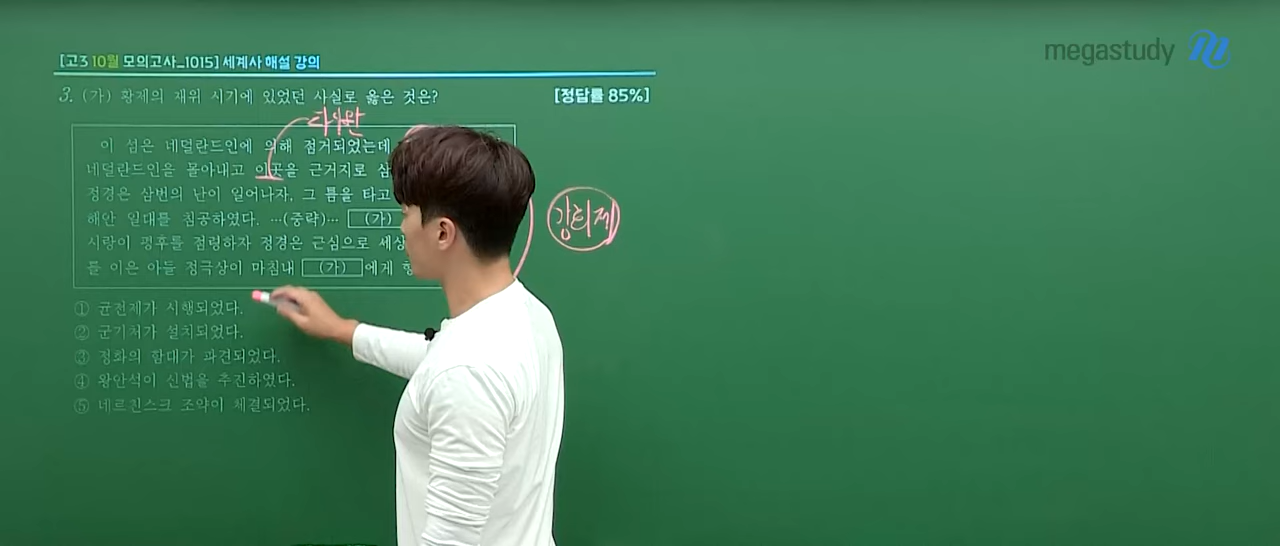 megastudy
[고3 10월 모의고사_1015] 세계사 해설 강의
3. (가) 황제의 재위 시기에 있었던 사실로 옳은 것은?
[정답률 85%]
타이완
이 섬은 네덜란드인에 의해 점거되었는데
네덜란드인을 몰아내고 이곳을 근거지로 삼
정경은 삼번의 난이 일어나자, 그 틈을 타고
해안 일대를 침공하였다. …(중략)… (가)
강희제
시랑이 펑후를 점령하자 정경은 근심으로 세상
를 이은 아들 정극상이 마침내 (가) 에게 항
① 균전제가 시행되었다.
② 군기처가 설치되었다.
③ 정화의 함대가 파견되었다.
④ 왕안석이 신법을 추진하였다.
⑤ 네르친스크 조약이 체결되었다.